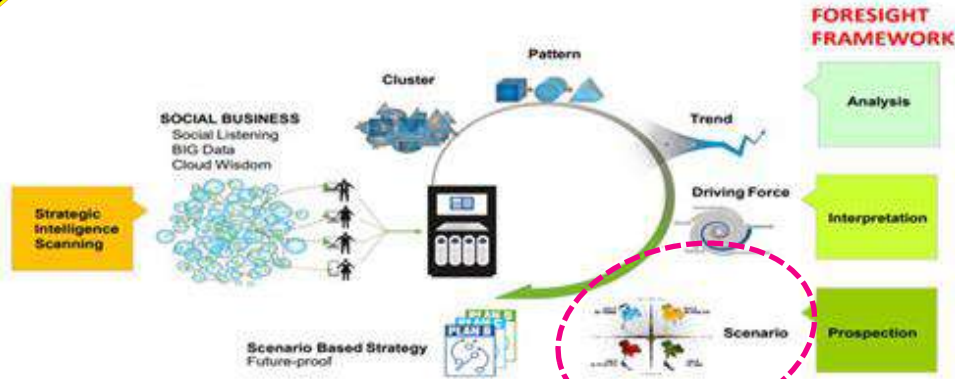 FORESIGHT
FRAMEWORK
Pattern
Cluster
Analysis
SOCIAL BUSINESS
Social Listening
BIG Data
Cloud Wisdom
Trend
Driving Force
Strategic
Intelligence
Scanning
Interpretation
Scenario Based Strategy
Future-proof
PLAN B
Scenario
Prospection